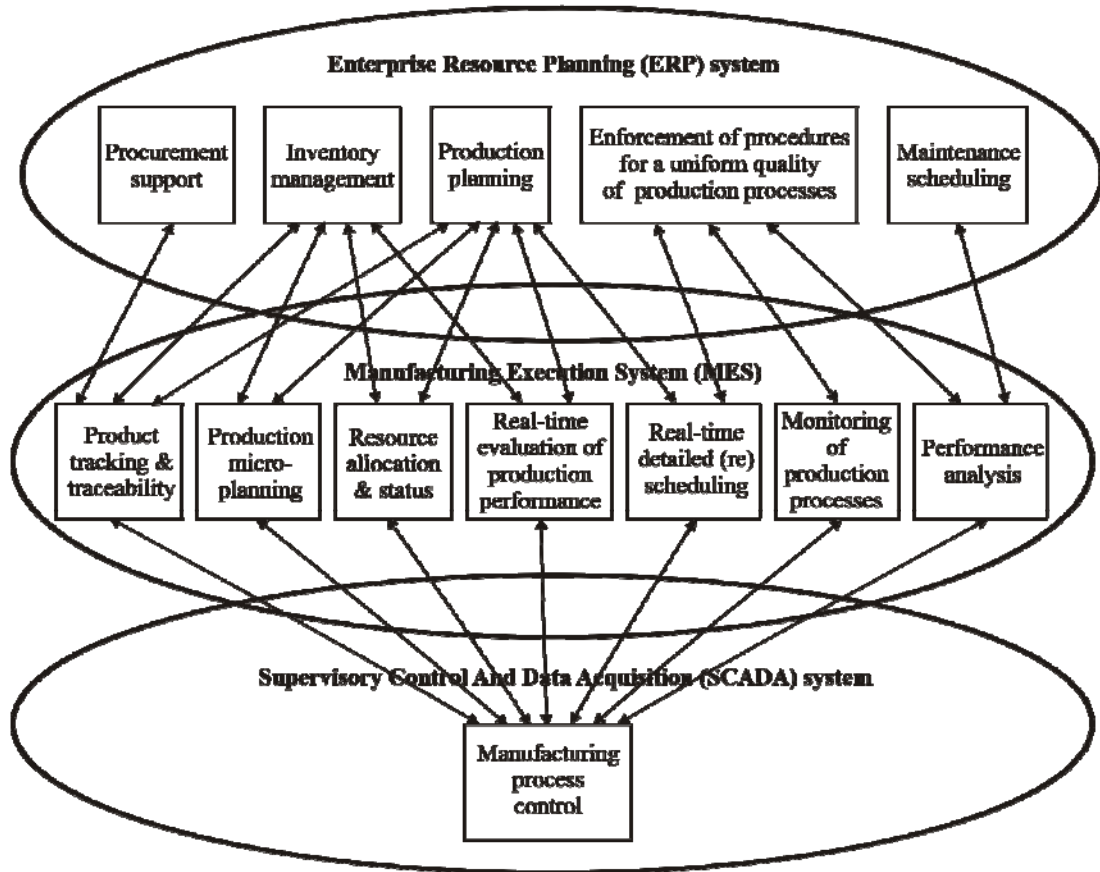 Enterprise Resource Planning (ERP) system
Procurement
support
Inventory
management
Production
planning
Enforcement of procedures
for a uniform quality
of production processes
Maintenance
scheduling
Manufacturing Execution System (MES)
Product
tracking &
traceability
Production
micro-
planning
Resource
allocation
& status
Real-time
evaluation of
production
performance
Real-time
detailed (re)
scheduling
Monitoring
of
production
processes
Performance
analysis
Supervisory Control And Data Acquisition (SCADA) system
Manufacturing
process
control